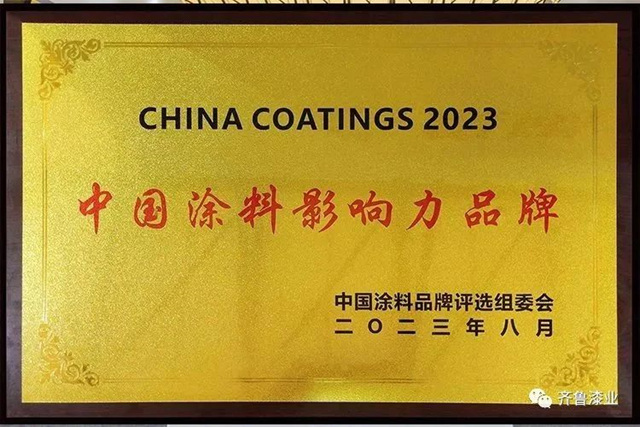 CHINA COATINGS 2023
中国涂料影响力品牌
中国涂料品牌评选组委会
二〇二三年八月
齐鲁漆业